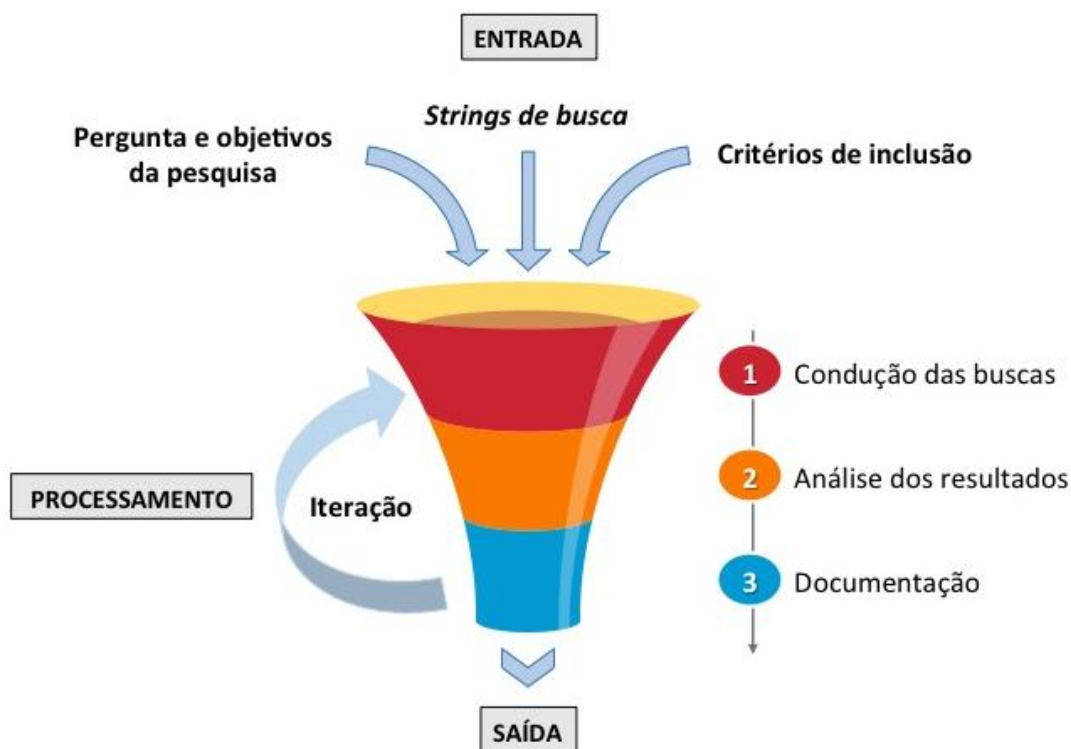 ENTRADA
Strings de busca
Pergunta e objetivos
da pesquisa
Critérios de inclusão
1 Condução das buscas
2 Análise dos resultados
PROCESSAMENTO
Iteração
3 Documentação
SAÍDA